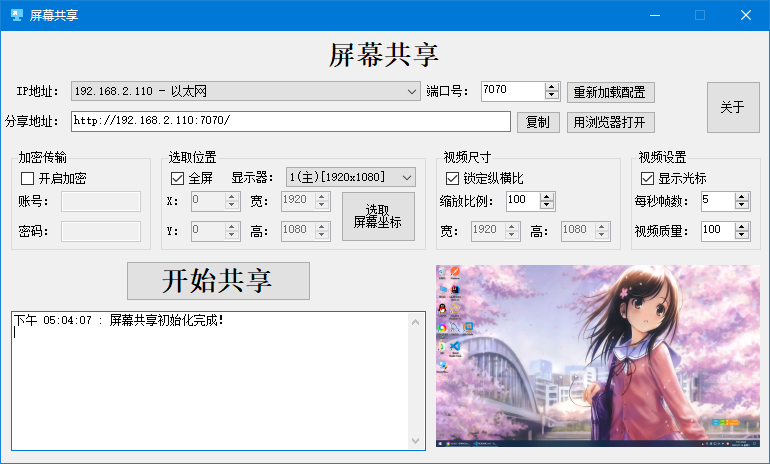 屏幕共享
屏幕共享
IP地址: 192.168.2.110 - 以太网 端口号: 7070 重新加载配置 关于
分享地址: http://192.168.2.110:7070/ 复制 用浏览器打开
加密传输 选取位置 视频尺寸 视频设置
开启加密 全屏 显示器: 1(主)[1920x1080] 锁定纵横比 显示光标
账号: X: 0 宽: 1920 选取 缩放比例: 100 每秒帧数: 5
密码: Y: 0 高: 1080 屏幕坐标 宽: 1920 高: 1080 视频质量: 100
开始共享
下午 05:04:07 : 屏幕共享初始化完成!